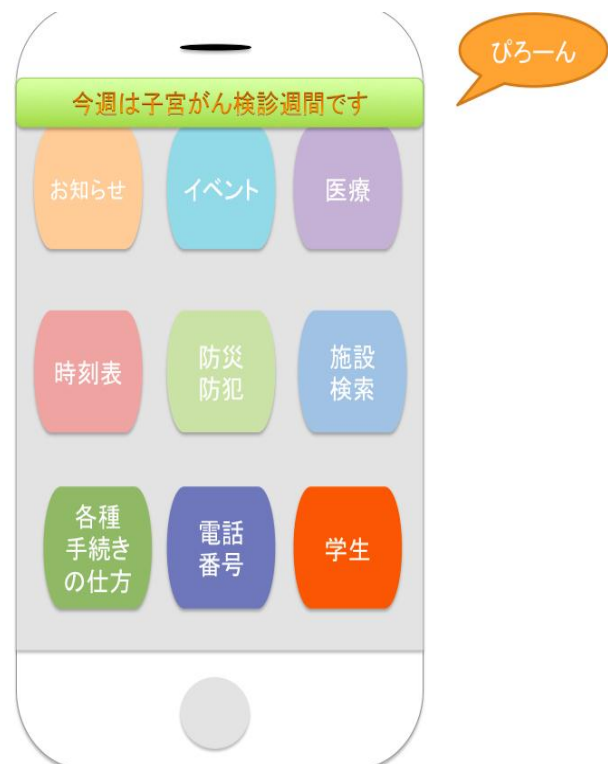 ぴろーん
今週は子宮がん検診週間です
お知らせ
イベント
医療
時刻表
防災
防犯
施設
検索
各種
手続き
の仕方
電話
番号
学生